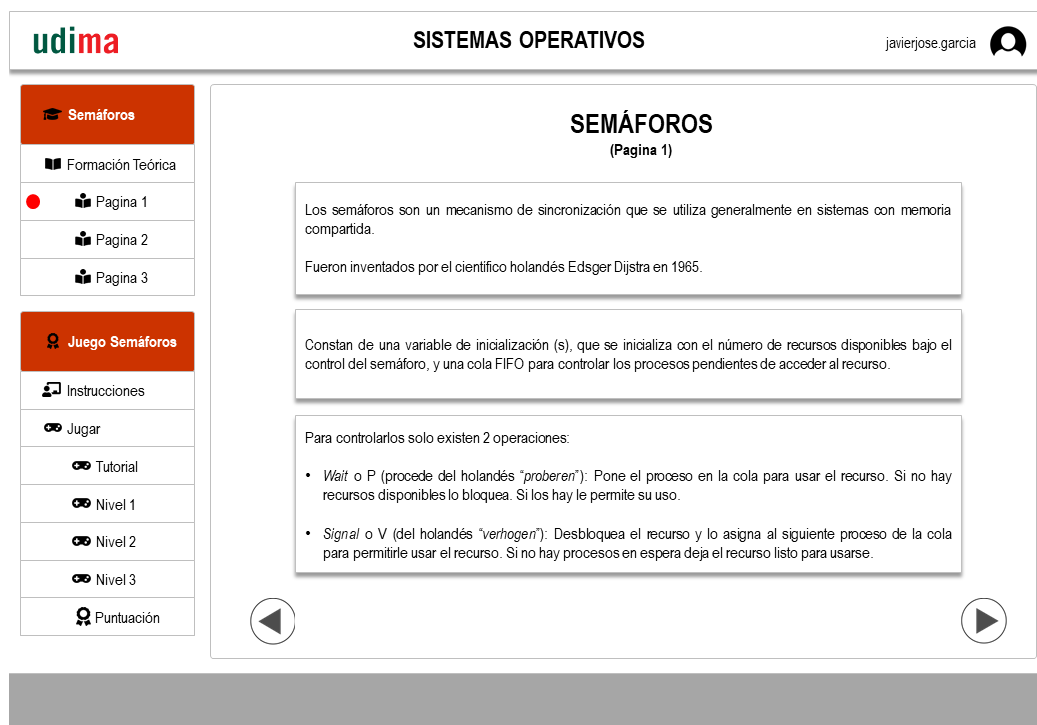 udima
SISTEMAS OPERATIVOS
javierjose.garcia
Semáforos
Formación Teórica
Pagina 1
Pagina 2
Pagina 3
Juego Semáforos
Instrucciones
Jugar
Tutorial
Nivel 1
Nivel 2
Nivel 3
Puntuación
SEMÁFOROS
(Pagina 1)
Los semáforos son un mecanismo de sincronización que se utiliza generalmente en sistemas con memoria
compartida.
Fueron inventados por el científico holandés Edsger Dijstra en 1965.
Constan de una variable de inicialización (s), que se inicializa con el número de recursos disponibles bajo el
control del semáforo, y una cola FIFO para controlar los procesos pendientes de acceder al recurso.
Para controlarlos solo existen 2 operaciones:
• Wait o P (procede del holandés “proberen”): Pone el proceso en la cola para usar el recurso. Si no hay
recursos disponibles lo bloquea. Si los hay le permite su uso.
• Signal o V (del holandés “verhogen”): Desbloquea el recurso y lo asigna al siguiente proceso de la cola
para permitirle usar el recurso. Si no hay procesos en espera deja el recurso listo para usarse.